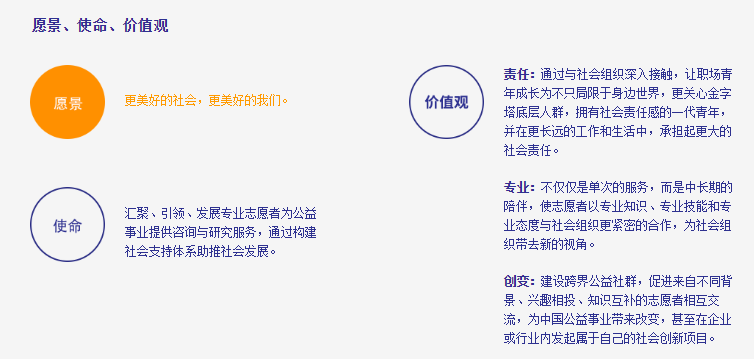 愿景、使命、价值观
愿景
更美好的社会，更美好的我们。
使命
汇聚、引领、发展专业志愿者为公益
事业提供咨询与研究服务，通过构建
社会支持体系助推社会发展。
价值观
责任：通过与社会组织深入接触，让职场青
年成长为不只局限于身边世界，更关心金字
塔底层人群，拥有社会责任感的一代青年，
并在更长远的工作和生活中，承担起更大的
社会责任。
专业：不仅仅是单次的服务，而是中长期的
陪伴，使志愿者以专业知识、专业技能和专
业态度与社会组织更紧密的合作，为社会组
织带去新的视角。
创变：建设跨界公益社群，促进来自不同背
景、兴趣相投、知识互补的志愿者相互交
流，为中国公益事业带来改变，甚至在企业
或行业内发起属于自己的社会创新项目。